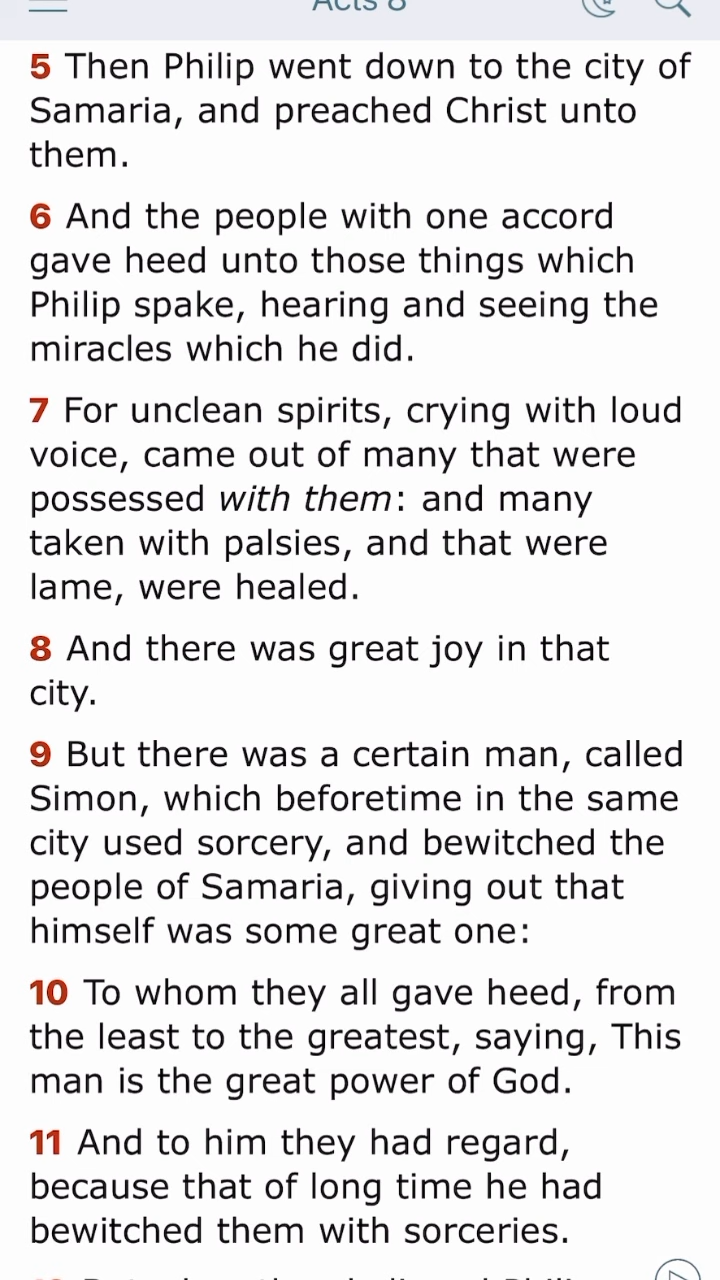 Acts 8
5 Then Philip went down to the city of
Samaria, and preached Christ unto
them.
6 And the people with one accord
gave heed unto those things which
Philip spake, hearing and seeing the
miracles which he did.
7 For unclean spirits, crying with loud
voice, came out of many that were
possessed with them: and many
taken with palsies, and that were
lame, were healed.
8 And there was great joy in that
city.
9 But there was a certain man, called
Simon, which beforetime in the same
city used sorcery, and bewitched the
people of Samaria, giving out that
himself was some great one:
10 To whom they all gave heed, from
the least to the greatest, saying, This
man is the great power of God.
11 And to him they had regard,
because that of long time he had
bewitched them with sorceries.